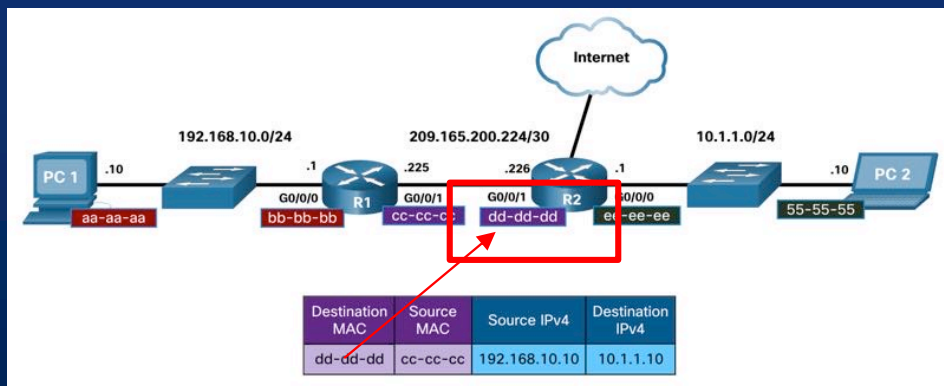 Internet
192.168.10.0/24
209.165.200.224/30
10.1.1.0/24
PC 1
.10
.1
.225
.226
.1
.10
PC 2
G0/0/0
R1
G0/0/1
G0/0/1
R2
G0/0/0
aa-aa-aa
bb-bb-bb
cc-cc-cc
dd-dd-dd
ee-ee-ee
55-55-55
Destination MAC
Source MAC
Source IPv4
Destination IPv4
dd-dd-dd
cc-cc-cc
192.168.10.10
10.1.1.10